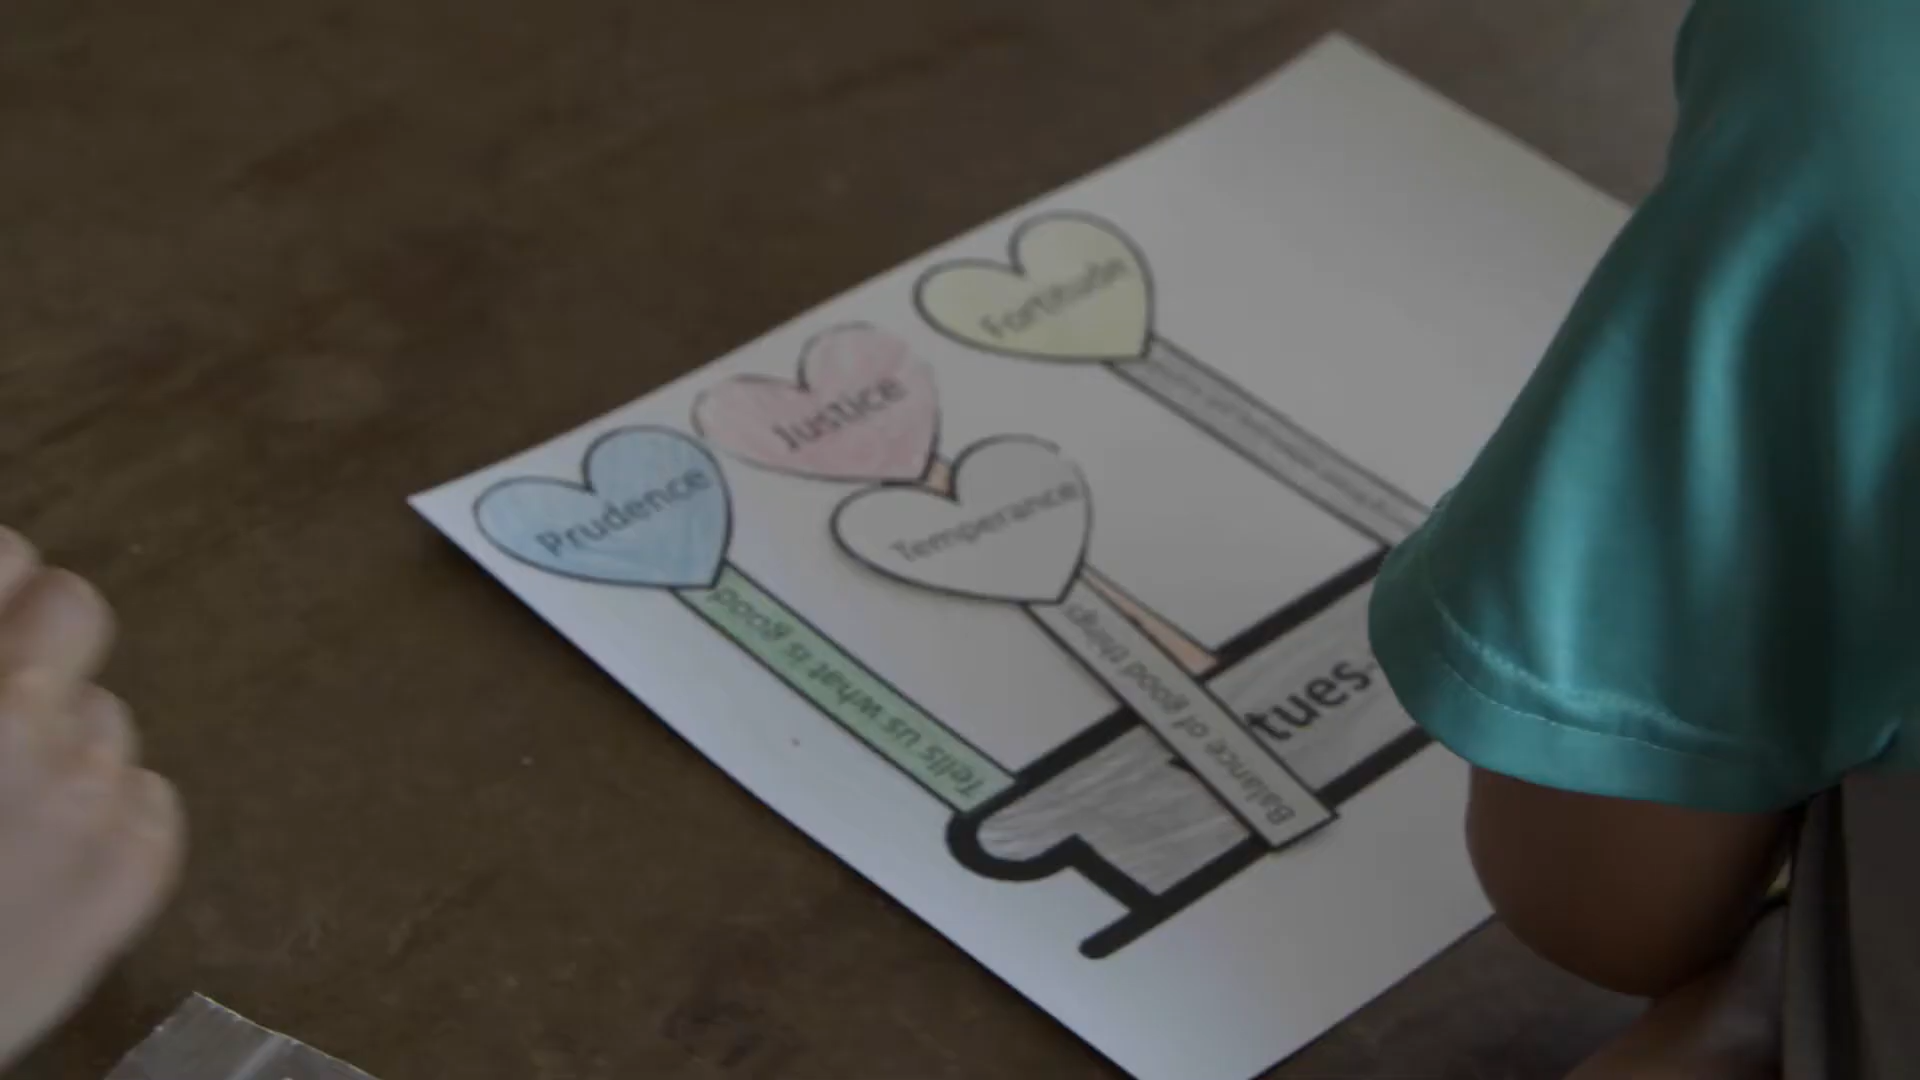 Fortitude
Justice
Prudence
Temperance
Tells us what is good
Balance of good things
tues-